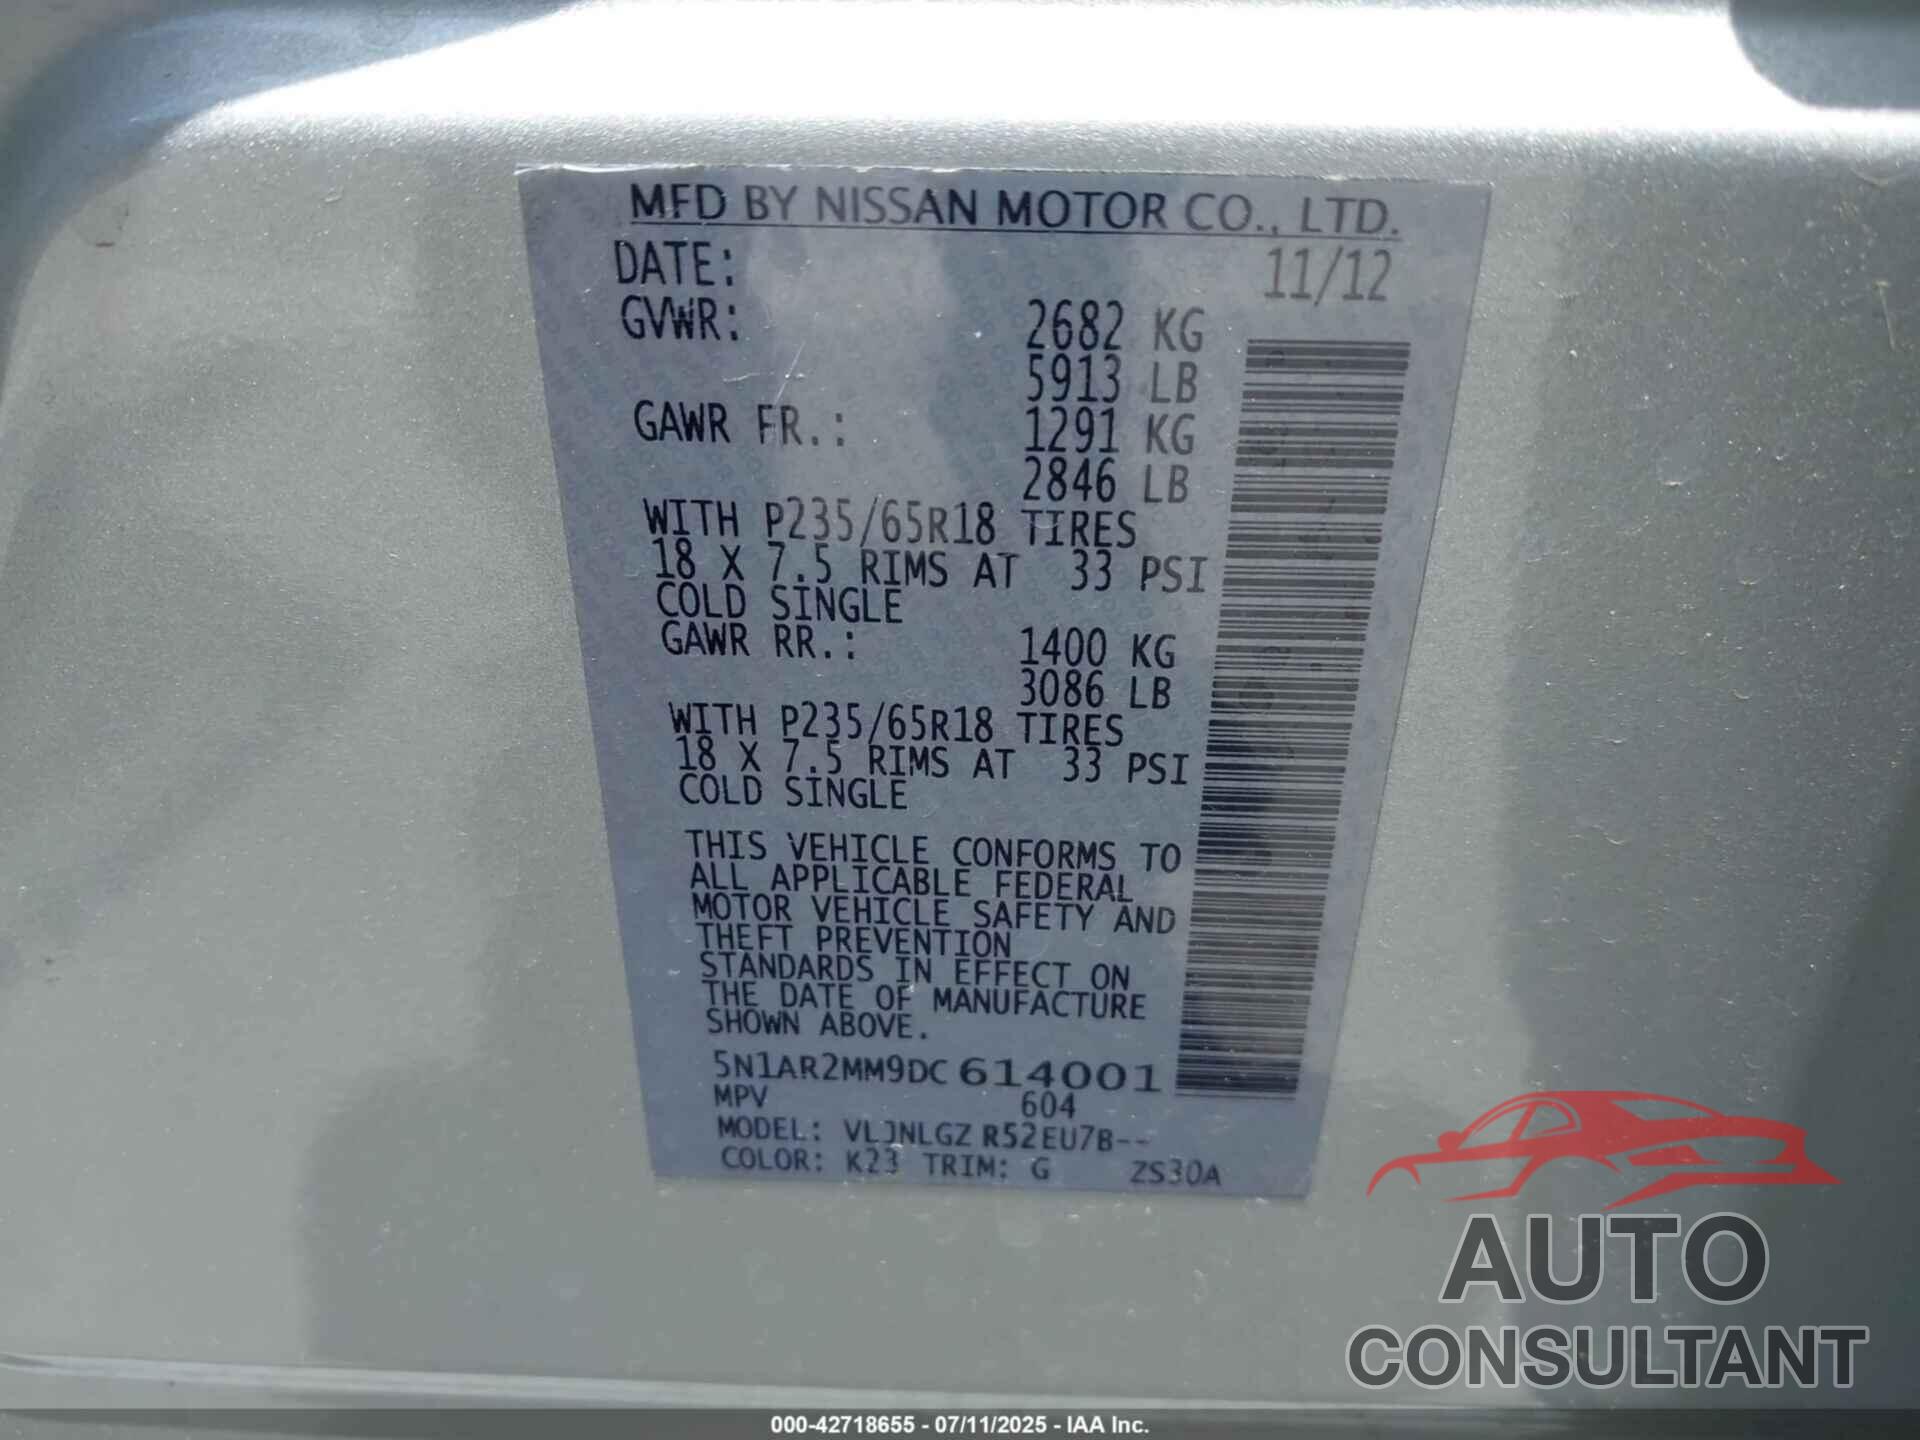 MFD BY NISSAN MOTOR CO., LTD.
DATE: 11/12
GVWR: 2682 KG
5913 LB
GAWR FR.: 1291 KG
2846 LB
WITH P235/65R18 TIRES
18 X 7.5 RIMS AT 33 PSI
COLD SINGLE
GAWR RR.: 1400 KG
3086 LB
WITH P235/65R18 TIRES
18 X 7.5 RIMS AT 33 PSI
COLD SINGLE
THIS VEHICLE CONFORMS TO
ALL APPLICABLE FEDERAL
MOTOR VEHICLE SAFETY AND
THEFT PREVENTION
STANDARDS IN EFFECT ON
THE DATE OF MANUFACTURE
SHOWN ABOVE.
5N1AR2MM9DC614001
MPV 604
MODEL: VLJNLGZ R52EU7B--
COLOR: K23 TRIM: G ZS30A
AUTO
CONSULTANT
000-42718655 - 07/11/2025 - IAA Inc.